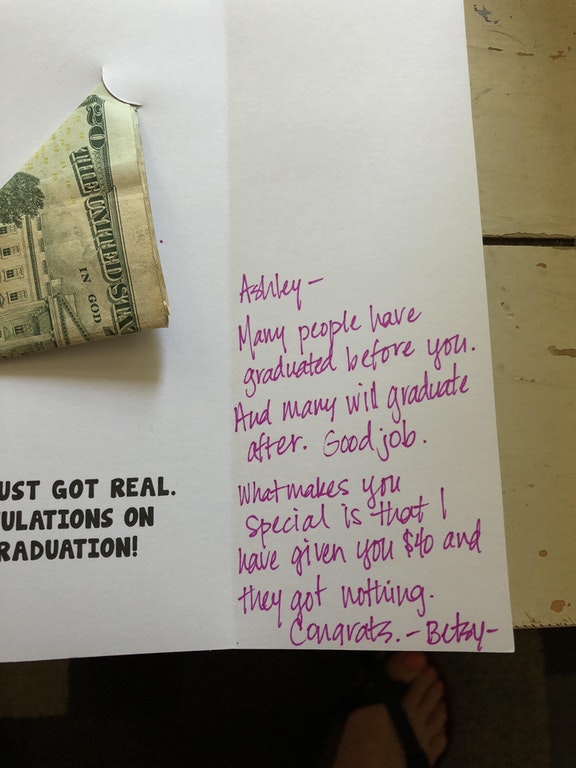 20
THE UNITED STA
IN GOD
UST GOT REAL.
ULATIONS ON
RADUATION!
Ashley-
Many people have
graduated before you.
And many will graduate
after. Good job.
What makes you
special is that I
have given you $40 and
they got nothing.
Congrats. - Betsy -